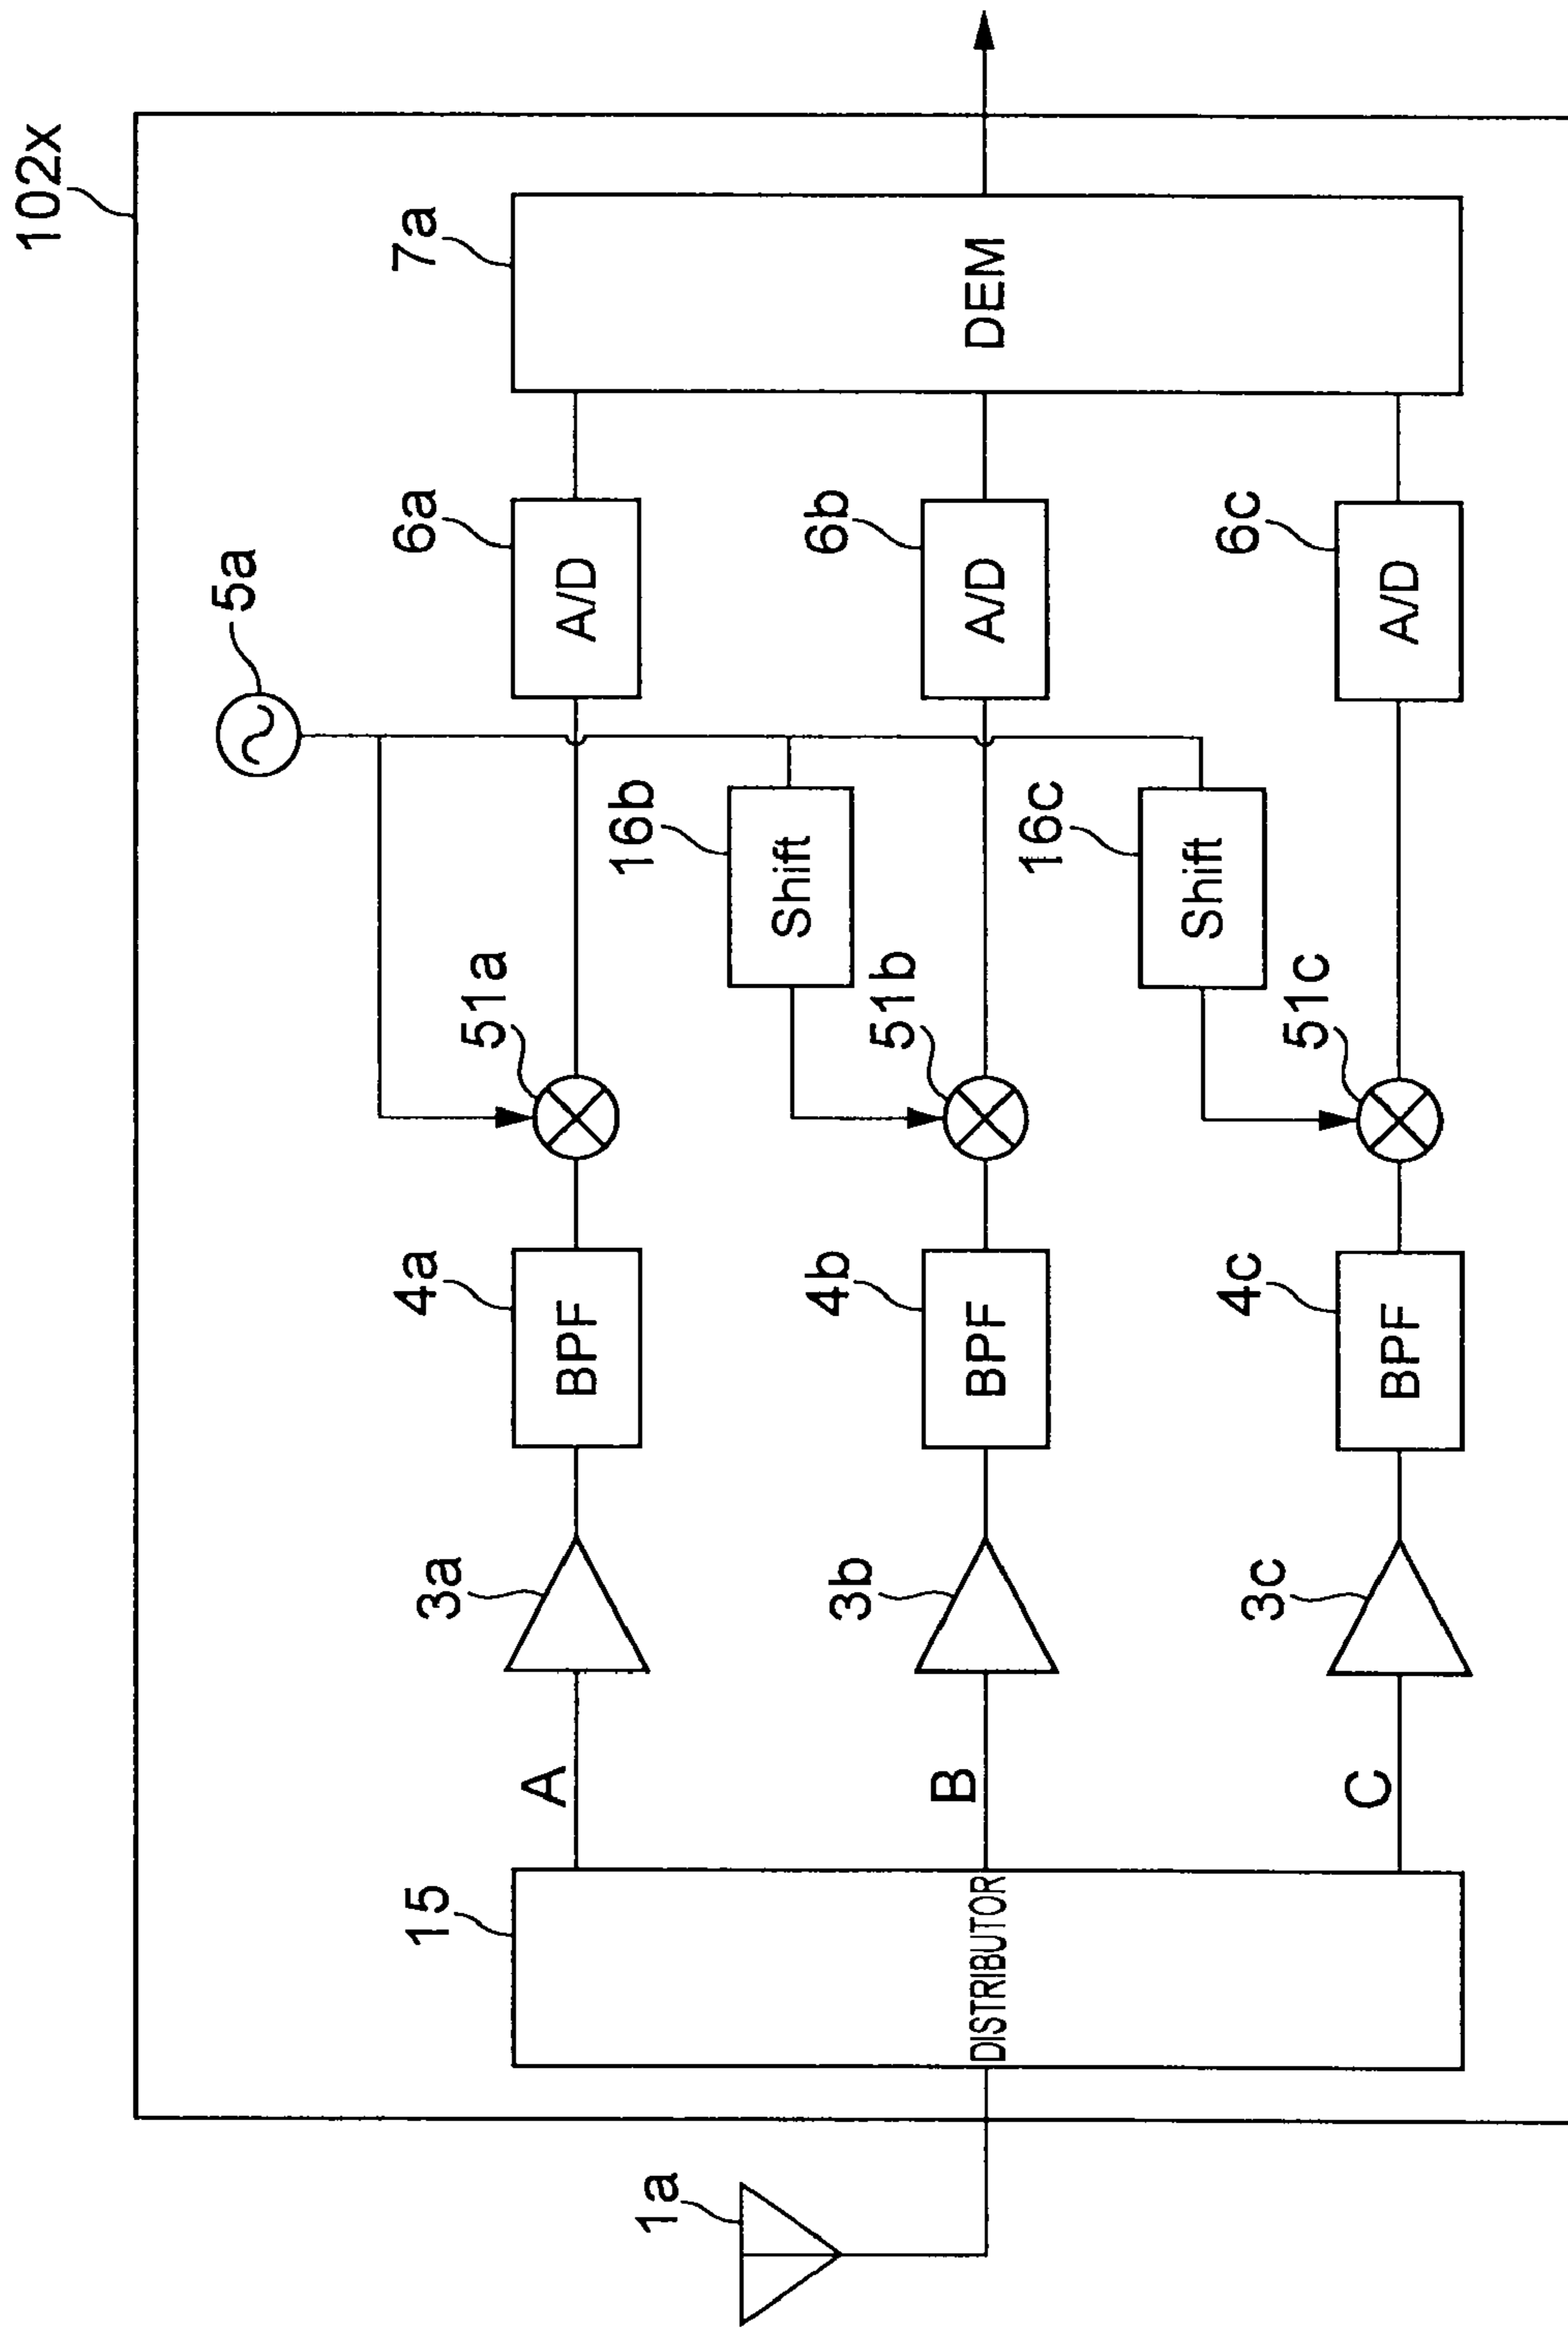 102x
5a
15
A
3a
4a
BPF
51a
6a
A/D
7a
16b
Shift
1a
DISTRIBUTOR
B
3b
4b
BPF
51b
6b
A/D
DEM
16c
Shift
C
3c
4c
BPF
51c
6c
A/D